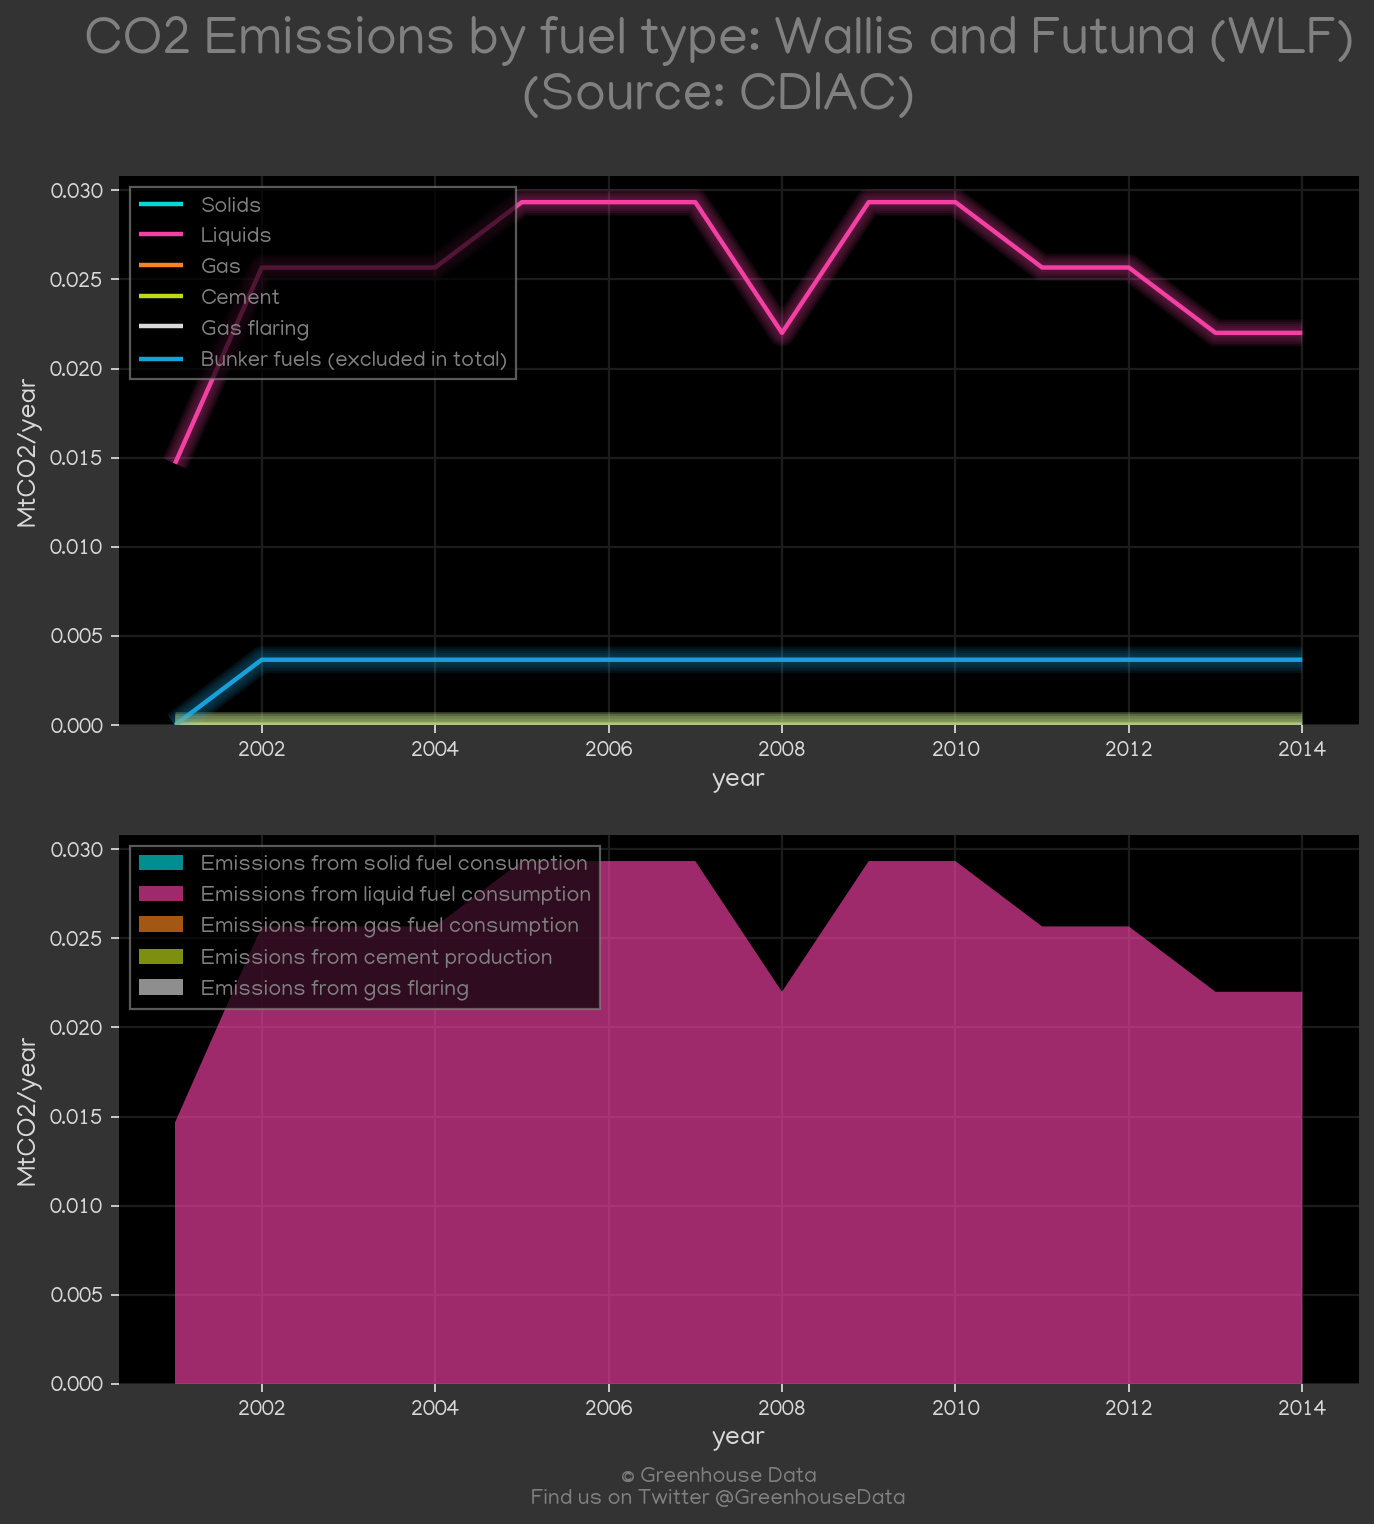 CO2 Emissions by fuel type: Wallis and Futuna (WLF)
(Source: CDIAC)
0.030
0.025
0.020
0.015
0.010
0.005
0.000
MtCO2/year
Solids
Liquids
Gas
Cement
Gas flaring
Bunker fuels (excluded in total)
2002 2004 2006 2008 2010 2012 2014
year
0.030
0.025
0.020
0.015
0.010
0.005
0.000
MtCO2/year
Emissions from solid fuel consumption
Emissions from liquid fuel consumption
Emissions from gas fuel consumption
Emissions from cement production
Emissions from gas flaring
2002 2004 2006 2008 2010 2012 2014
year
© Greenhouse Data
Find us on Twitter @GreenhouseData